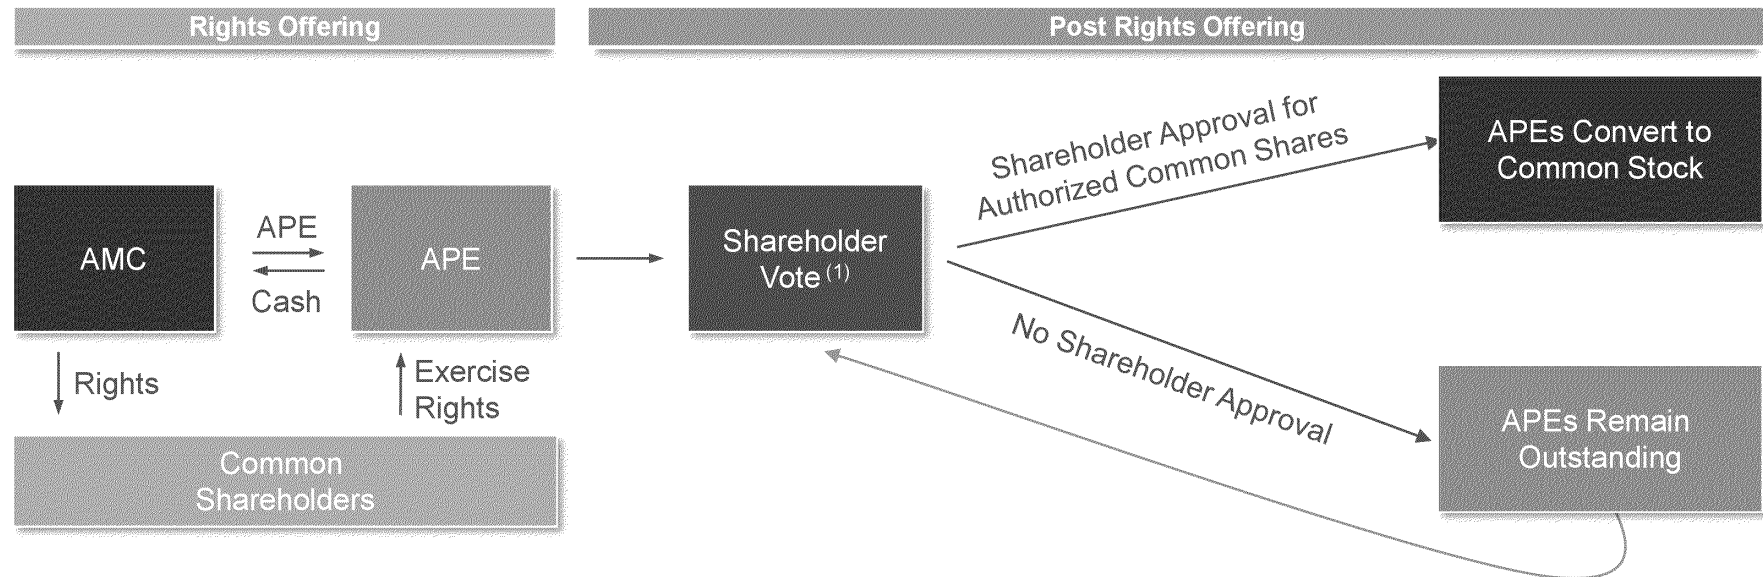 Rights Offering
Post Rights Offering
AMC
APE
Cash
APE
Rights
Exercise
Rights
Common
Shareholders
Shareholder
Vote (1)
Shareholder Approval for
Authorized Common Shares
No Shareholder Approval
APEs Convert to
Common Stock
APEs Remain
Outstanding